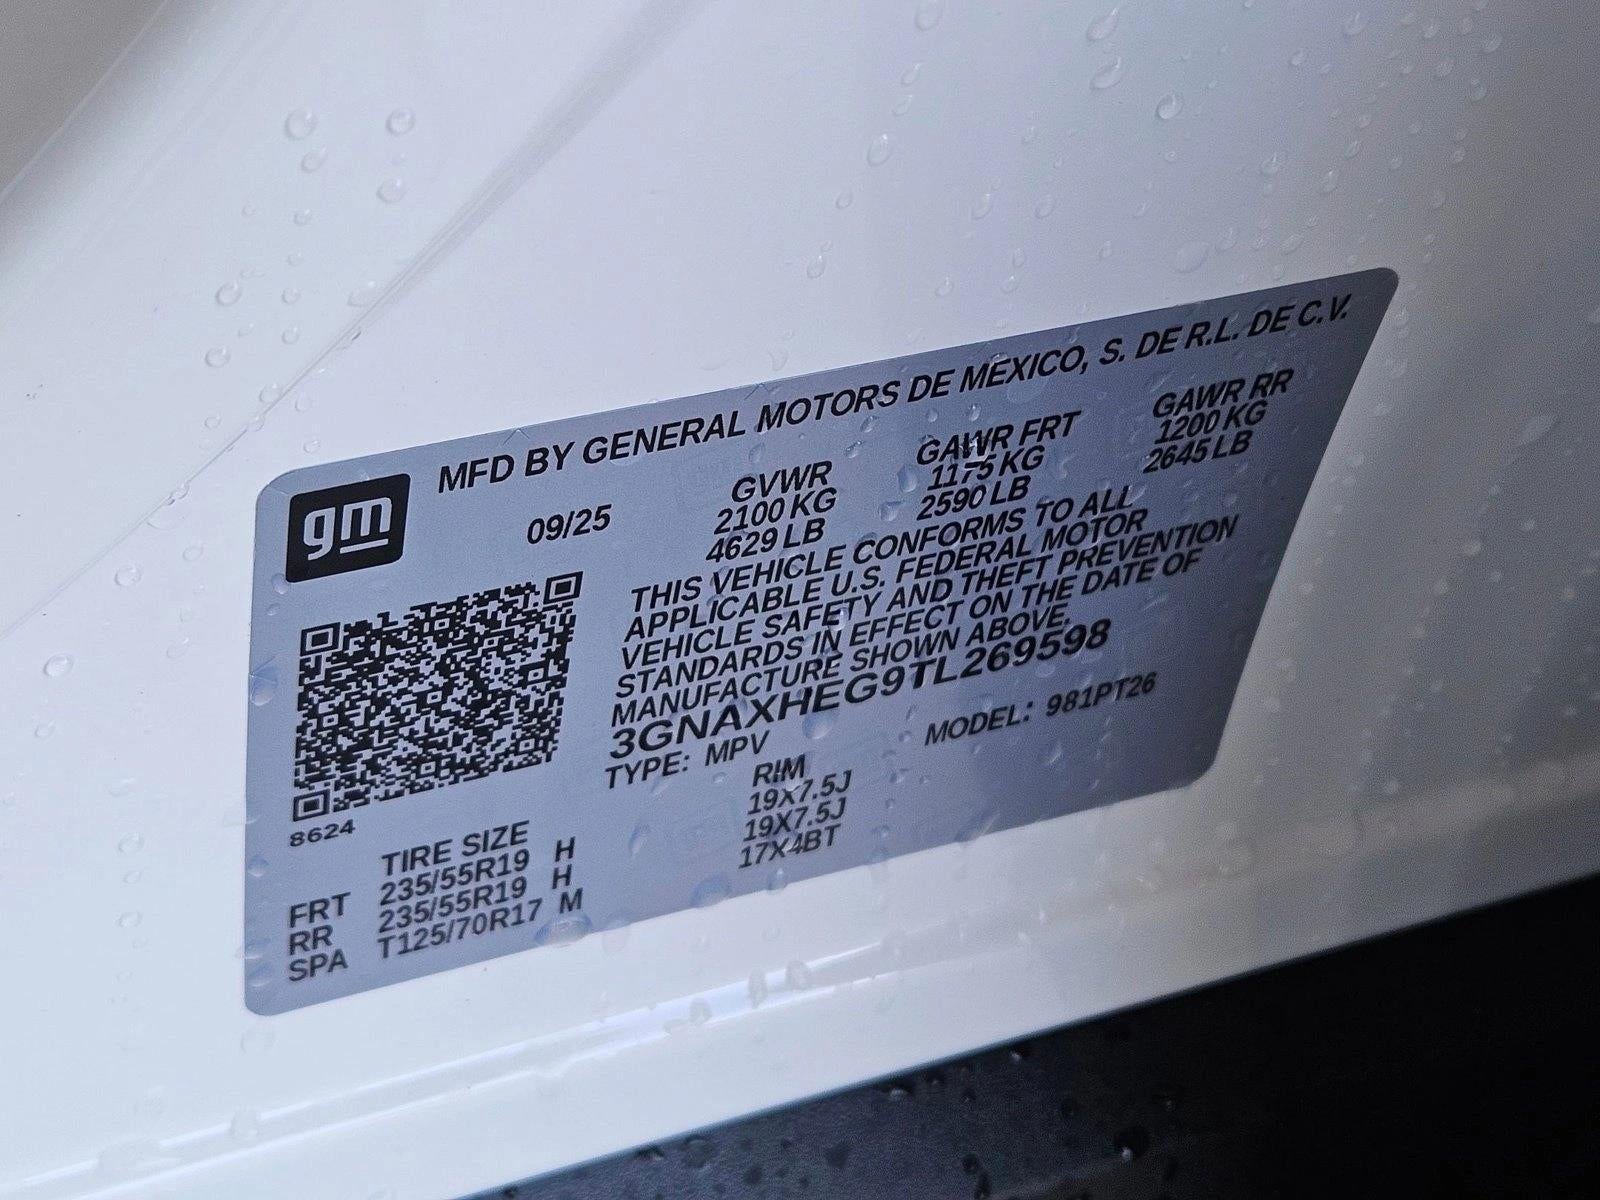 MFD BY GENERAL MOTORS DE MEXICO, S. DE R.L. DE C.V.
gm
09/25
GVWR GAWR FRT GAWR RR
2100 KG 1175 KG 1200 KG
4629 LB 2590 LB 2645 LB
THIS VEHICLE CONFORMS TO ALL
APPLICABLE U.S. FEDERAL MOTOR
VEHICLE SAFETY AND THEFT PREVENTION
STANDARDS IN EFFECT ON THE DATE OF
MANUFACTURE SHOWN ABOVE.
3GNAXHEG9TL269598
TYPE: MPV MODEL: 981PT26
8624
TIRE SIZE RIM
FRT 235/55R19 H 19X7.5J
RR 235/55R19 H 19X7.5J
SPA T125/70R17 M 17X4BT